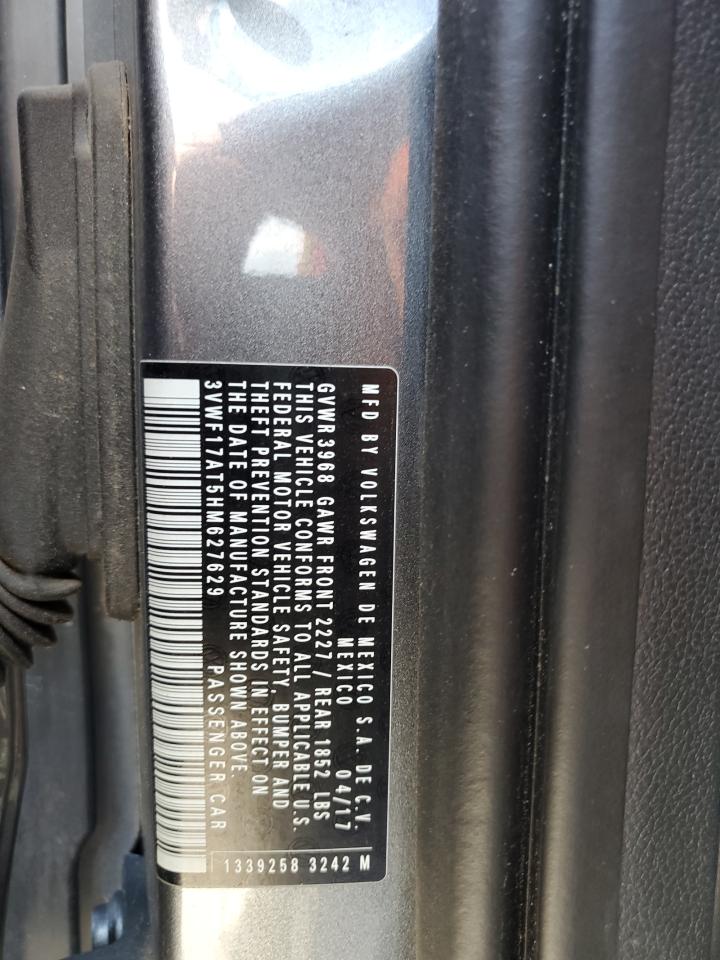 MFD BY VOLKSWAGEN DE MEXICO S.A. DE C.V.
MEXICO 04/17
GVWR 3968 GAWR FRONT 2227 / REAR 1852 LBS
THIS VEHICLE CONFORMS TO ALL APPLICABLE U.S.
FEDERAL MOTOR VEHICLE SAFETY, BUMPER AND
THEFT PREVENTION STANDARDS IN EFFECT ON
THE DATE OF MANUFACTURE SHOWN ABOVE.
3VWF17AT5HM627629 PASSENGER CAR
1339258 3242 M